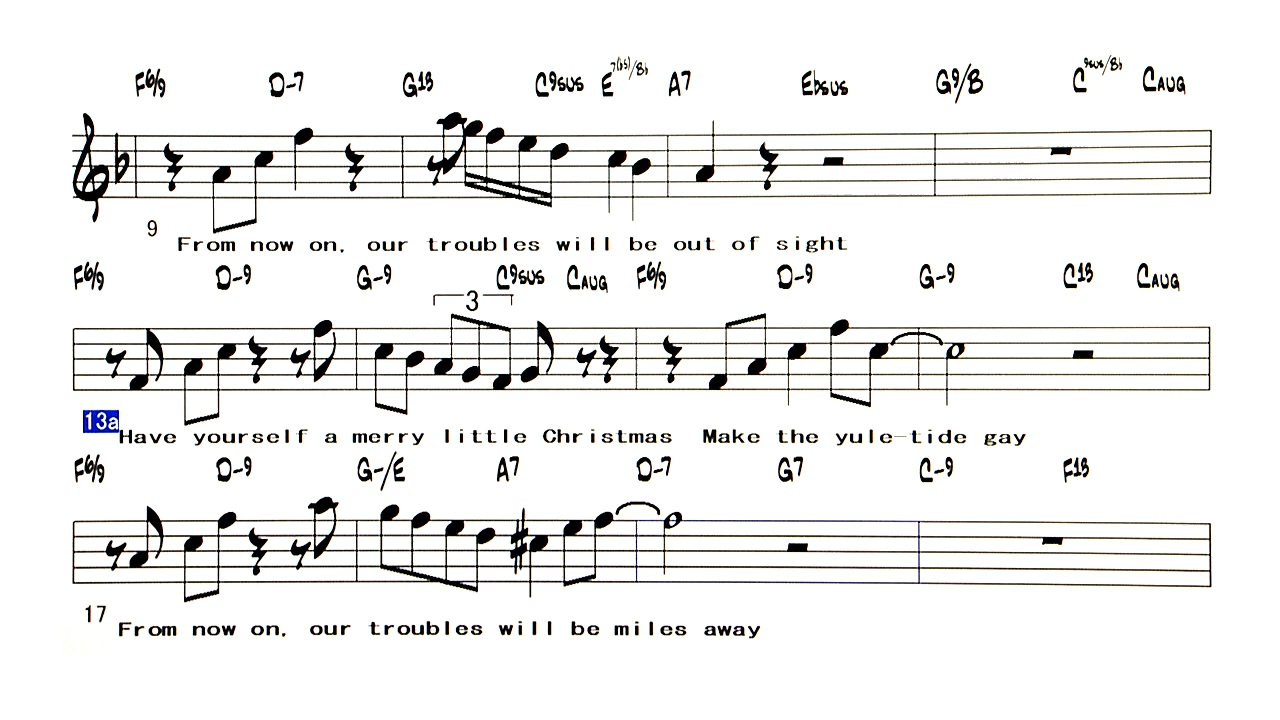 F6/9 D-7 G13 C9sus E7(b5)/Bb A7 Ebsus G9/B C9sus/Bb Caug
9
From now on, our troubles will be out of sight
F6/9 D-9 G-9 C9sus Caug F6/9 D-9 G-9 C13 Caug
3
13a Have yourself a merry little Christmas Make the yule-tide gay
F6/9 D-9 G-/E A7 D-7 G7 C-9 F13
17
From now on, our troubles will be miles away